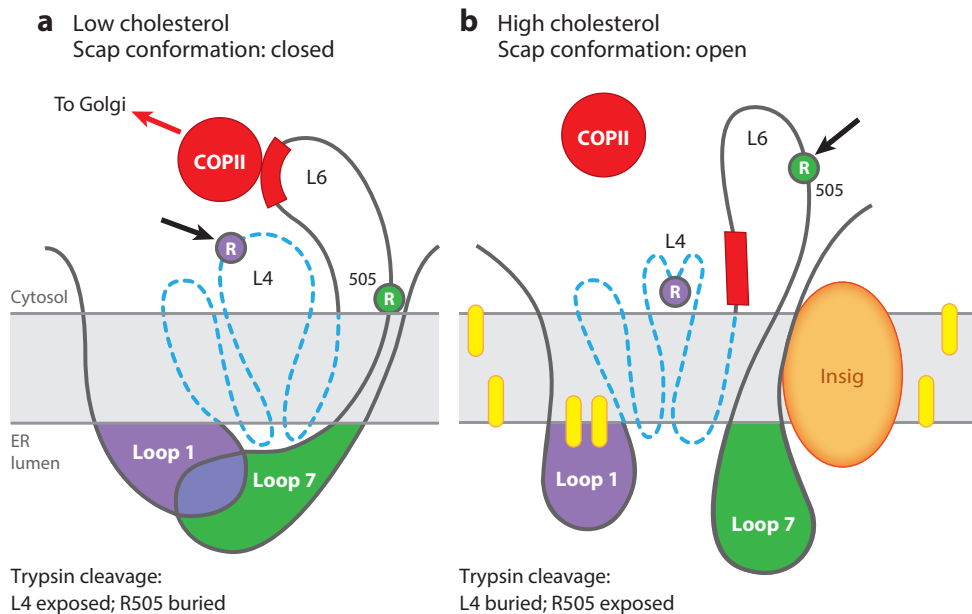 a Low cholesterol
Scap conformation: closed
To Golgi
COPII
L6
R
L4
505
R
Cytosol
ER
lumen
Loop 1
Loop 7
Trypsin cleavage:
L4 exposed; R505 buried
b High cholesterol
Scap conformation: open
COPII
L6
R
505
L4
R
Insig
Loop 1
Loop 7
Trypsin cleavage:
L4 buried; R505 exposed